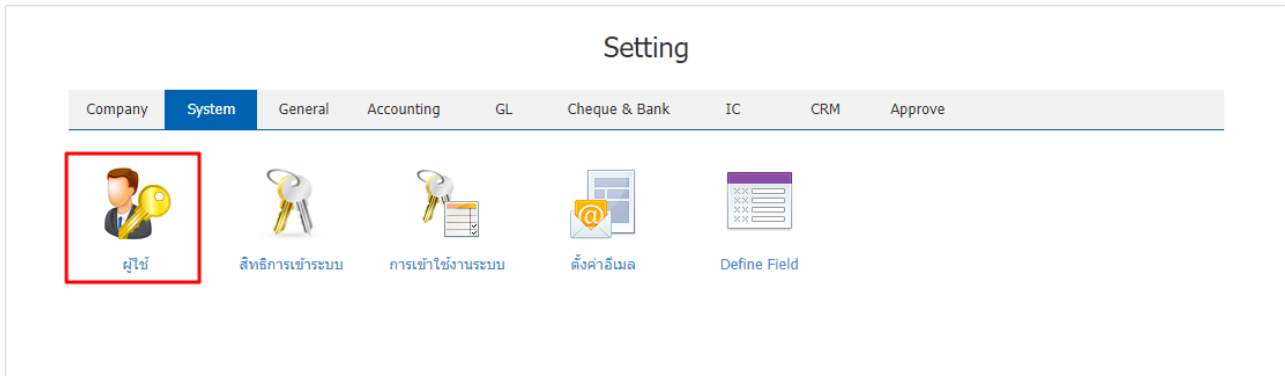 Setting
Company System General Accounting GL Cheque & Bank IC CRM Approve
ผู้ใช้ สิทธิการเข้าระบบ การเข้าใช้งานระบบ ตั้งค่าอีเมล Define Field